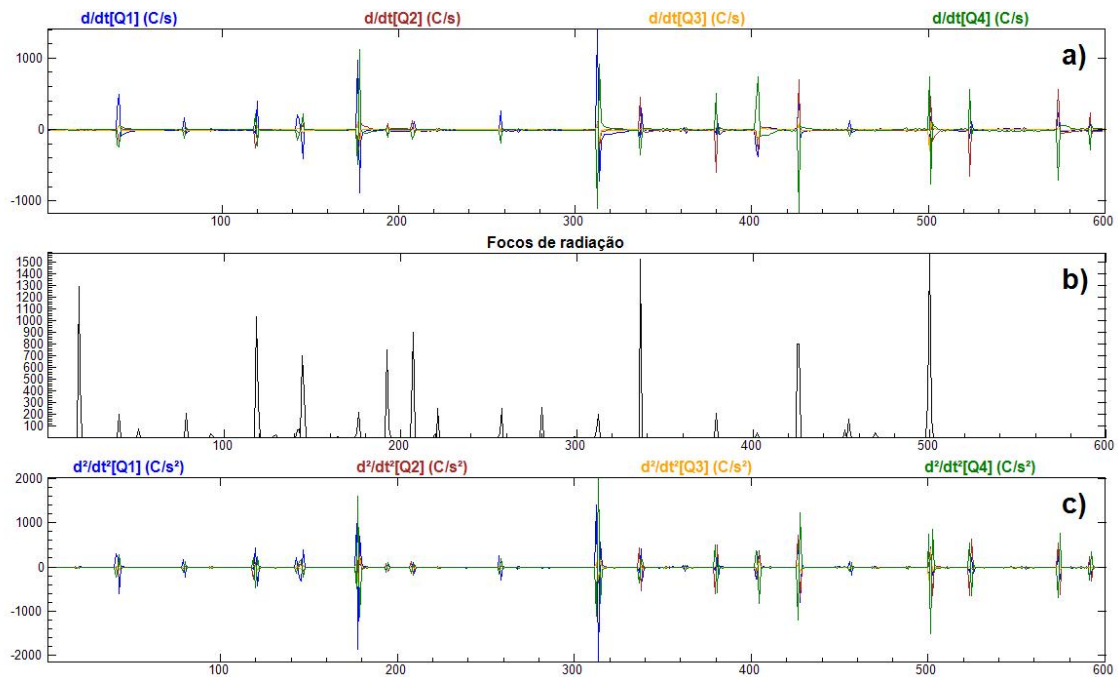 d/dt[Q1] (C/s) d/dt[Q2] (C/s) d/dt[Q3] (C/s) d/dt[Q4] (C/s)
a)
1000
0
-1000
100 200 300 400 500 600
Focos de radiação
b)
1500
1400
1300
1200
1100
1000
900
800
700
600
500
400
300
200
100
100 200 300 400 500 600
d²/dt²[Q1] (C/s²) d²/dt²[Q2] (C/s²) d²/dt²[Q3] (C/s²) d²/dt²[Q4] (C/s²)
c)
2000
1000
0
-1000
-2000
100 200 300 400 500 600